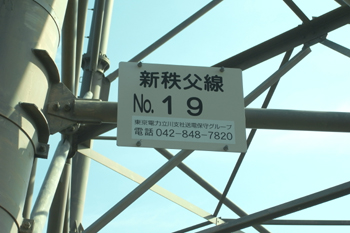 新秩父線
No. 19
東京電力立川支社送電保守グループ
電話 042-848-7820